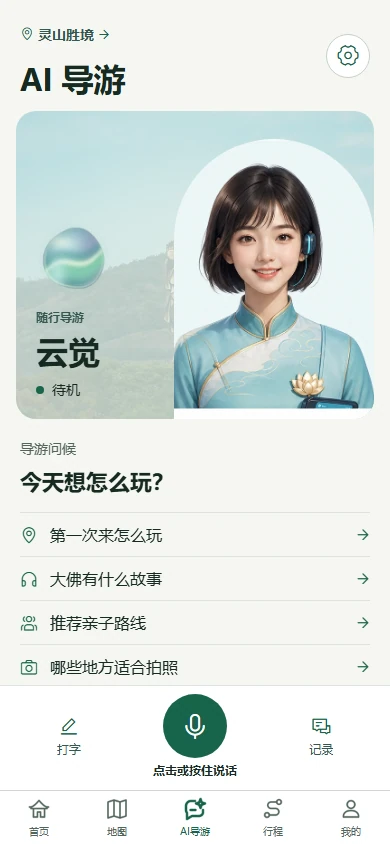 灵山胜境
AI 导游
随行导游
云觉
待机
导游问候
今天想怎么玩?
第一次来怎么玩
大佛有什么故事
推荐亲子路线
哪些地方适合拍照
打字
点击或按住说话
记录
首页
地图
AI导游
行程
我的